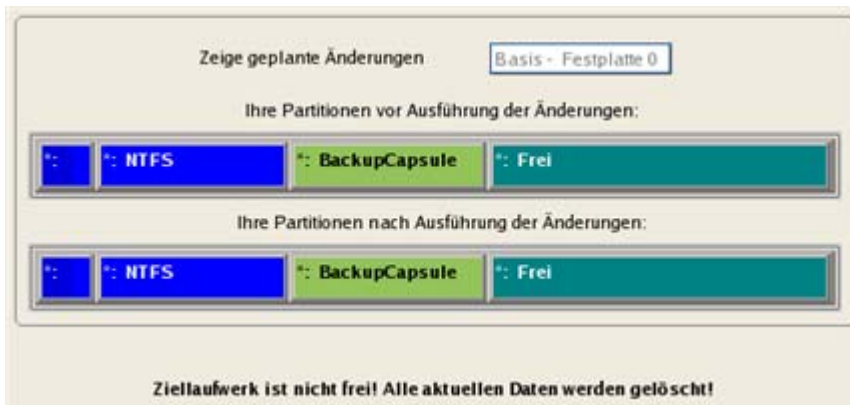 Zeige geplante Änderungen Basis - Festplatte 0
Ihre Partitionen vor Ausführung der Änderungen:
*: *: NTFS *: BackupCapsule *: Frei
Ihre Partitionen nach Ausführung der Änderungen:
*: *: NTFS *: BackupCapsule *: Frei
Ziellaufwerk ist nicht frei! Alle aktuellen Daten werden gelöscht!